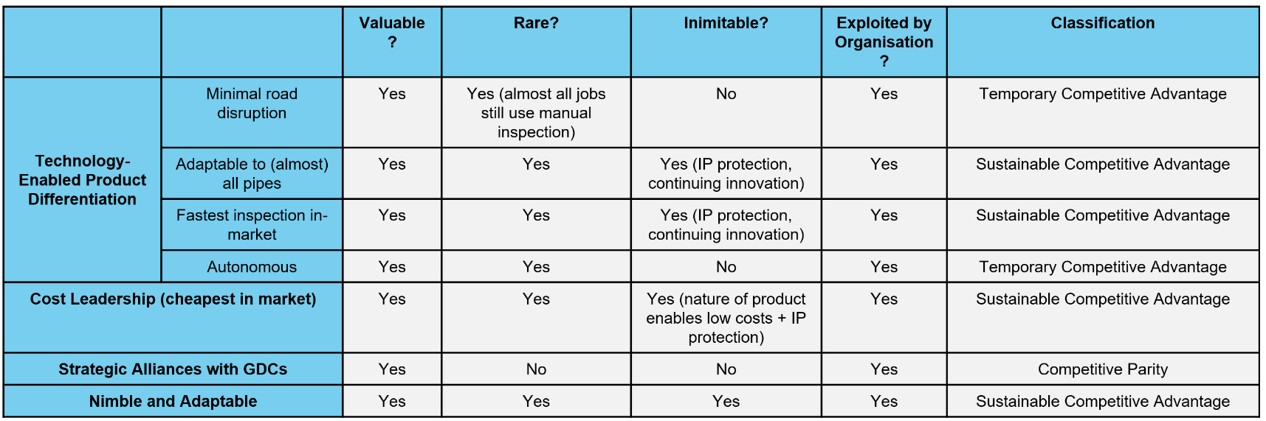 Valuable
?
Rare?
Inimitable?
Exploited by
Organisation
?
Classification
Technology-
Enabled Product
Differentiation
Minimal road
disruption
Yes
Yes (almost all jobs
still use manual
inspection)
No
Yes
Temporary Competitive Advantage
Adaptable to (almost)
all pipes
Yes
Yes
Yes (IP protection,
continuing innovation)
Yes
Sustainable Competitive Advantage
Fastest inspection in-
market
Yes
Yes
Yes (IP protection,
continuing innovation)
Yes
Sustainable Competitive Advantage
Autonomous
Yes
Yes
No
Yes
Temporary Competitive Advantage
Cost Leadership (cheapest in market)
Yes
Yes
Yes (nature of product
enables low costs + IP
protection)
Yes
Sustainable Competitive Advantage
Strategic Alliances with GDCs
Yes
No
No
Yes
Competitive Parity
Nimble and Adaptable
Yes
Yes
Yes
Yes
Sustainable Competitive Advantage